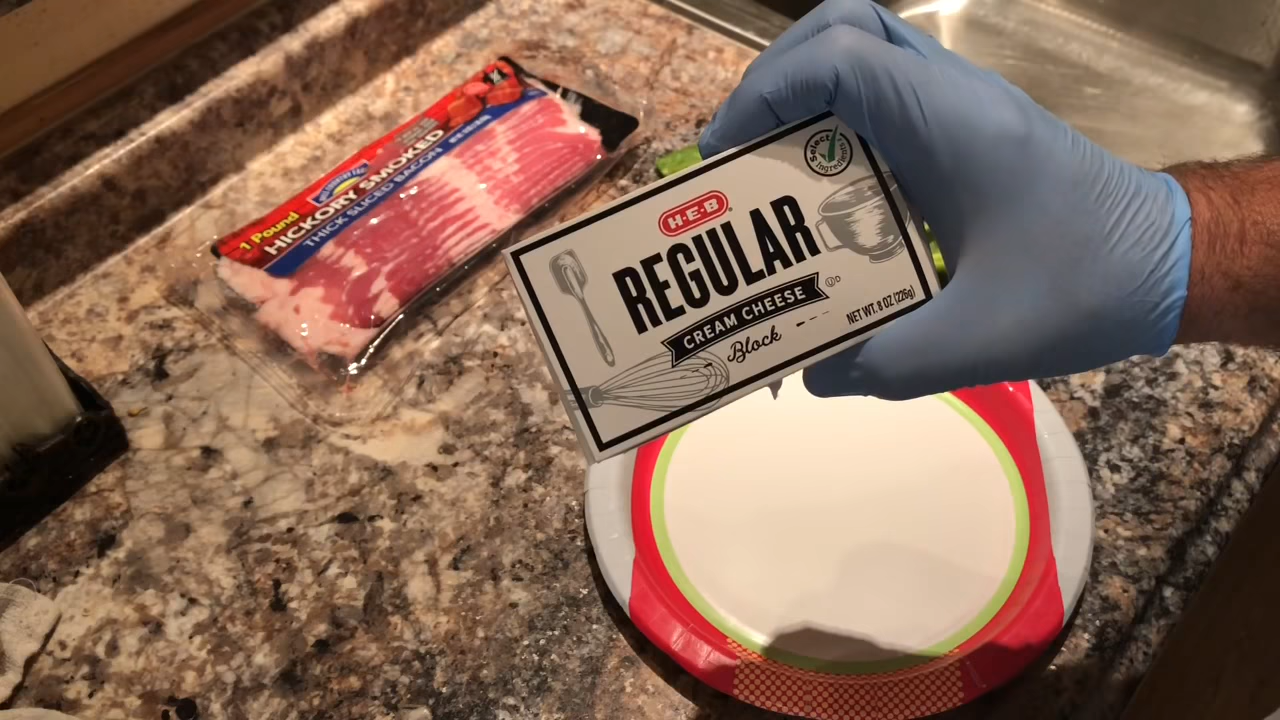 1 Pound
HICKORY SMOKED
THICK SLICED BACON
Select
Ingredients
H-E-B
REGULAR
CREAM CHEESE
Block
NET WT. 8 OZ (226g)